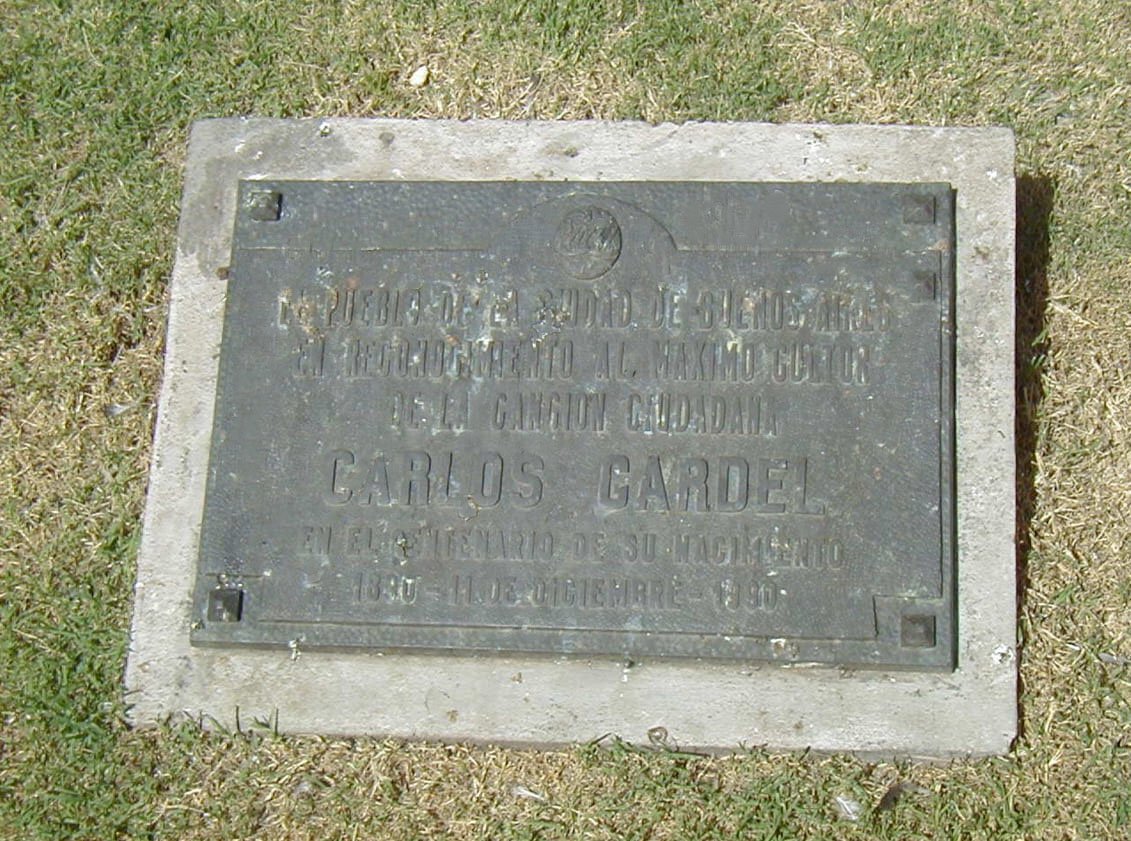 EL PUEBLO DE LA CIUDAD DE BUENOS AIRES
EN RECONOCIMIENTO AL MAXIMO CULTOR
DE LA CANCION CIUDADANA
CARLOS GARDEL
EN EL CENTENARIO DE SU NACIMIENTO
1890 - 11 DE DICIEMBRE - 1990